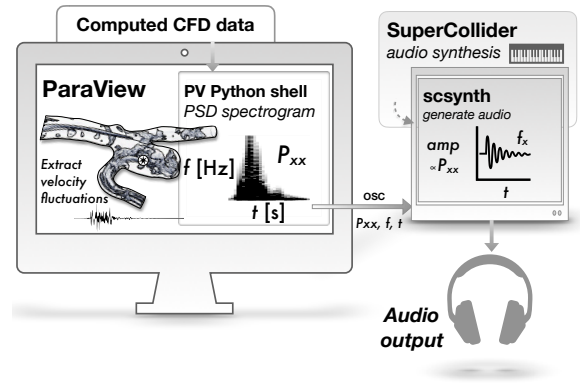 Computed CFD data
ParaView
Extract
velocity
fluctuations
PV Python shell
PSD spectrogram
f [Hz]
Pxx
t [s]
OSC
Pxx, f, t
SuperCollider
audio synthesis
scsynth
generate audio
amp
∝Pxx
fx
t
Audio
output